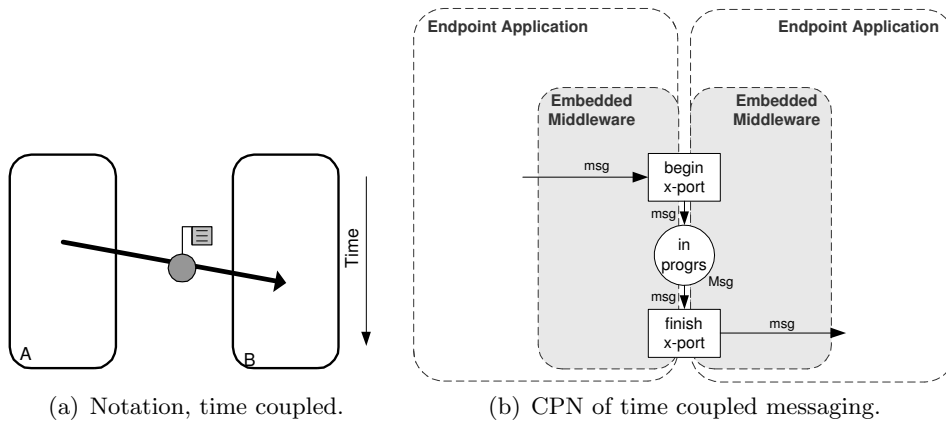 A
B
Time
(a) Notation, time coupled.
Endpoint Application
Endpoint Application
Embedded
Middleware
Embedded
Middleware
msg
begin
x-port
msg
in
progrs
Msg
msg
finish
x-port
msg
(b) CPN of time coupled messaging.